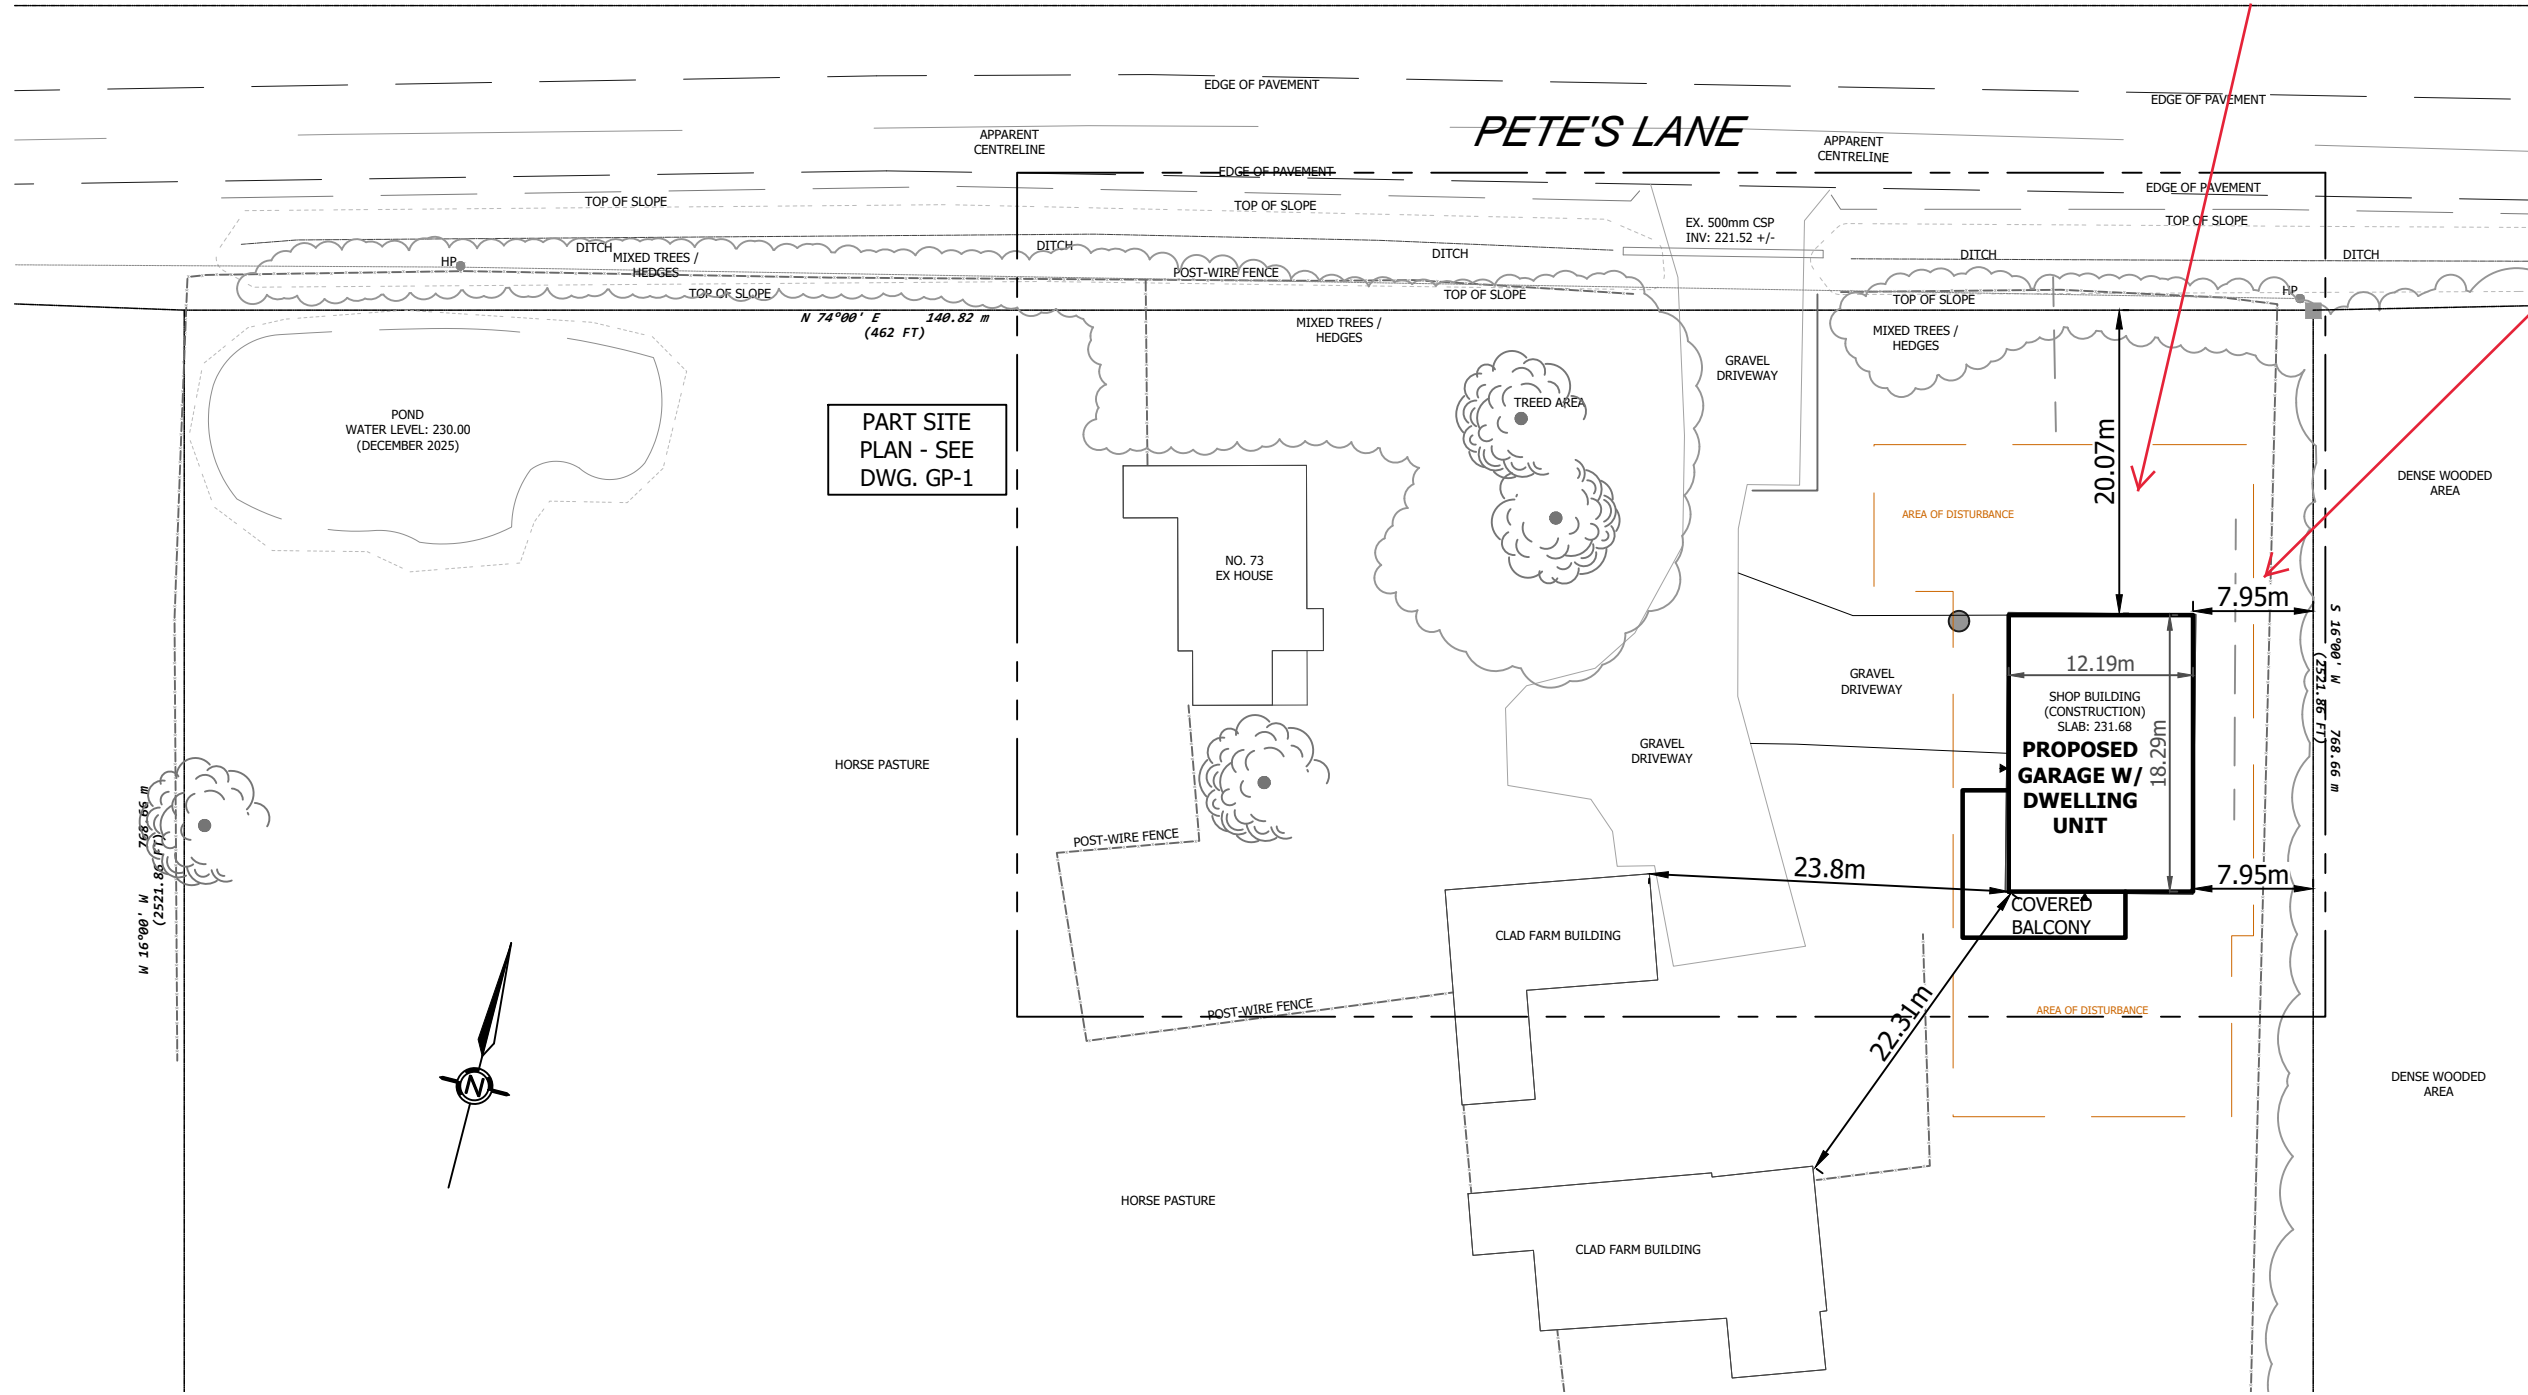 EDGE OF PAVEMENT
EDGE OF PAVEMENT
PETE'S LANE
APPARENT
CENTRELINE
APPARENT
CENTRELINE
EDGE OF PAVEMENT
EDGE OF PAVEMENT
TOP OF SLOPE
TOP OF SLOPE
TOP OF SLOPE
EX. 500mm CSP
INV: 221.52 +/-
DITCH
DITCH
DITCH
DITCH
DITCH
HP
MIXED TREES /
HEDGES
POST-WIRE FENCE
TOP OF SLOPE
TOP OF SLOPE
TOP OF SLOPE
HP
N 74°00' E 140.82 m
(462 FT)
MIXED TREES /
HEDGES
MIXED TREES /
HEDGES
GRAVEL
DRIVEWAY
POND
WATER LEVEL: 230.00
(DECEMBER 2025)
PART SITE
PLAN - SEE
DWG. GP-1
TREED AREA
20.07m
DENSE WOODED
AREA
AREA OF DISTURBANCE
NO. 73
EX HOUSE
7.95m
S 16°00' W 768.66 m
(2521.86 FT)
12.19m
GRAVEL
DRIVEWAY
SHOP BUILDING
(CONSTRUCTION)
SLAB: 231.68
18.29m
PROPOSED
GARAGE W/
DWELLING
UNIT
GRAVEL
DRIVEWAY
HORSE PASTURE
N 16°00' W 768.66 m
(2521.86 FT)
POST-WIRE FENCE
23.8m
7.95m
COVERED
BALCONY
CLAD FARM BUILDING
POST-WIRE FENCE
22.31m
AREA OF DISTURBANCE
N
DENSE WOODED
AREA
HORSE PASTURE
CLAD FARM BUILDING